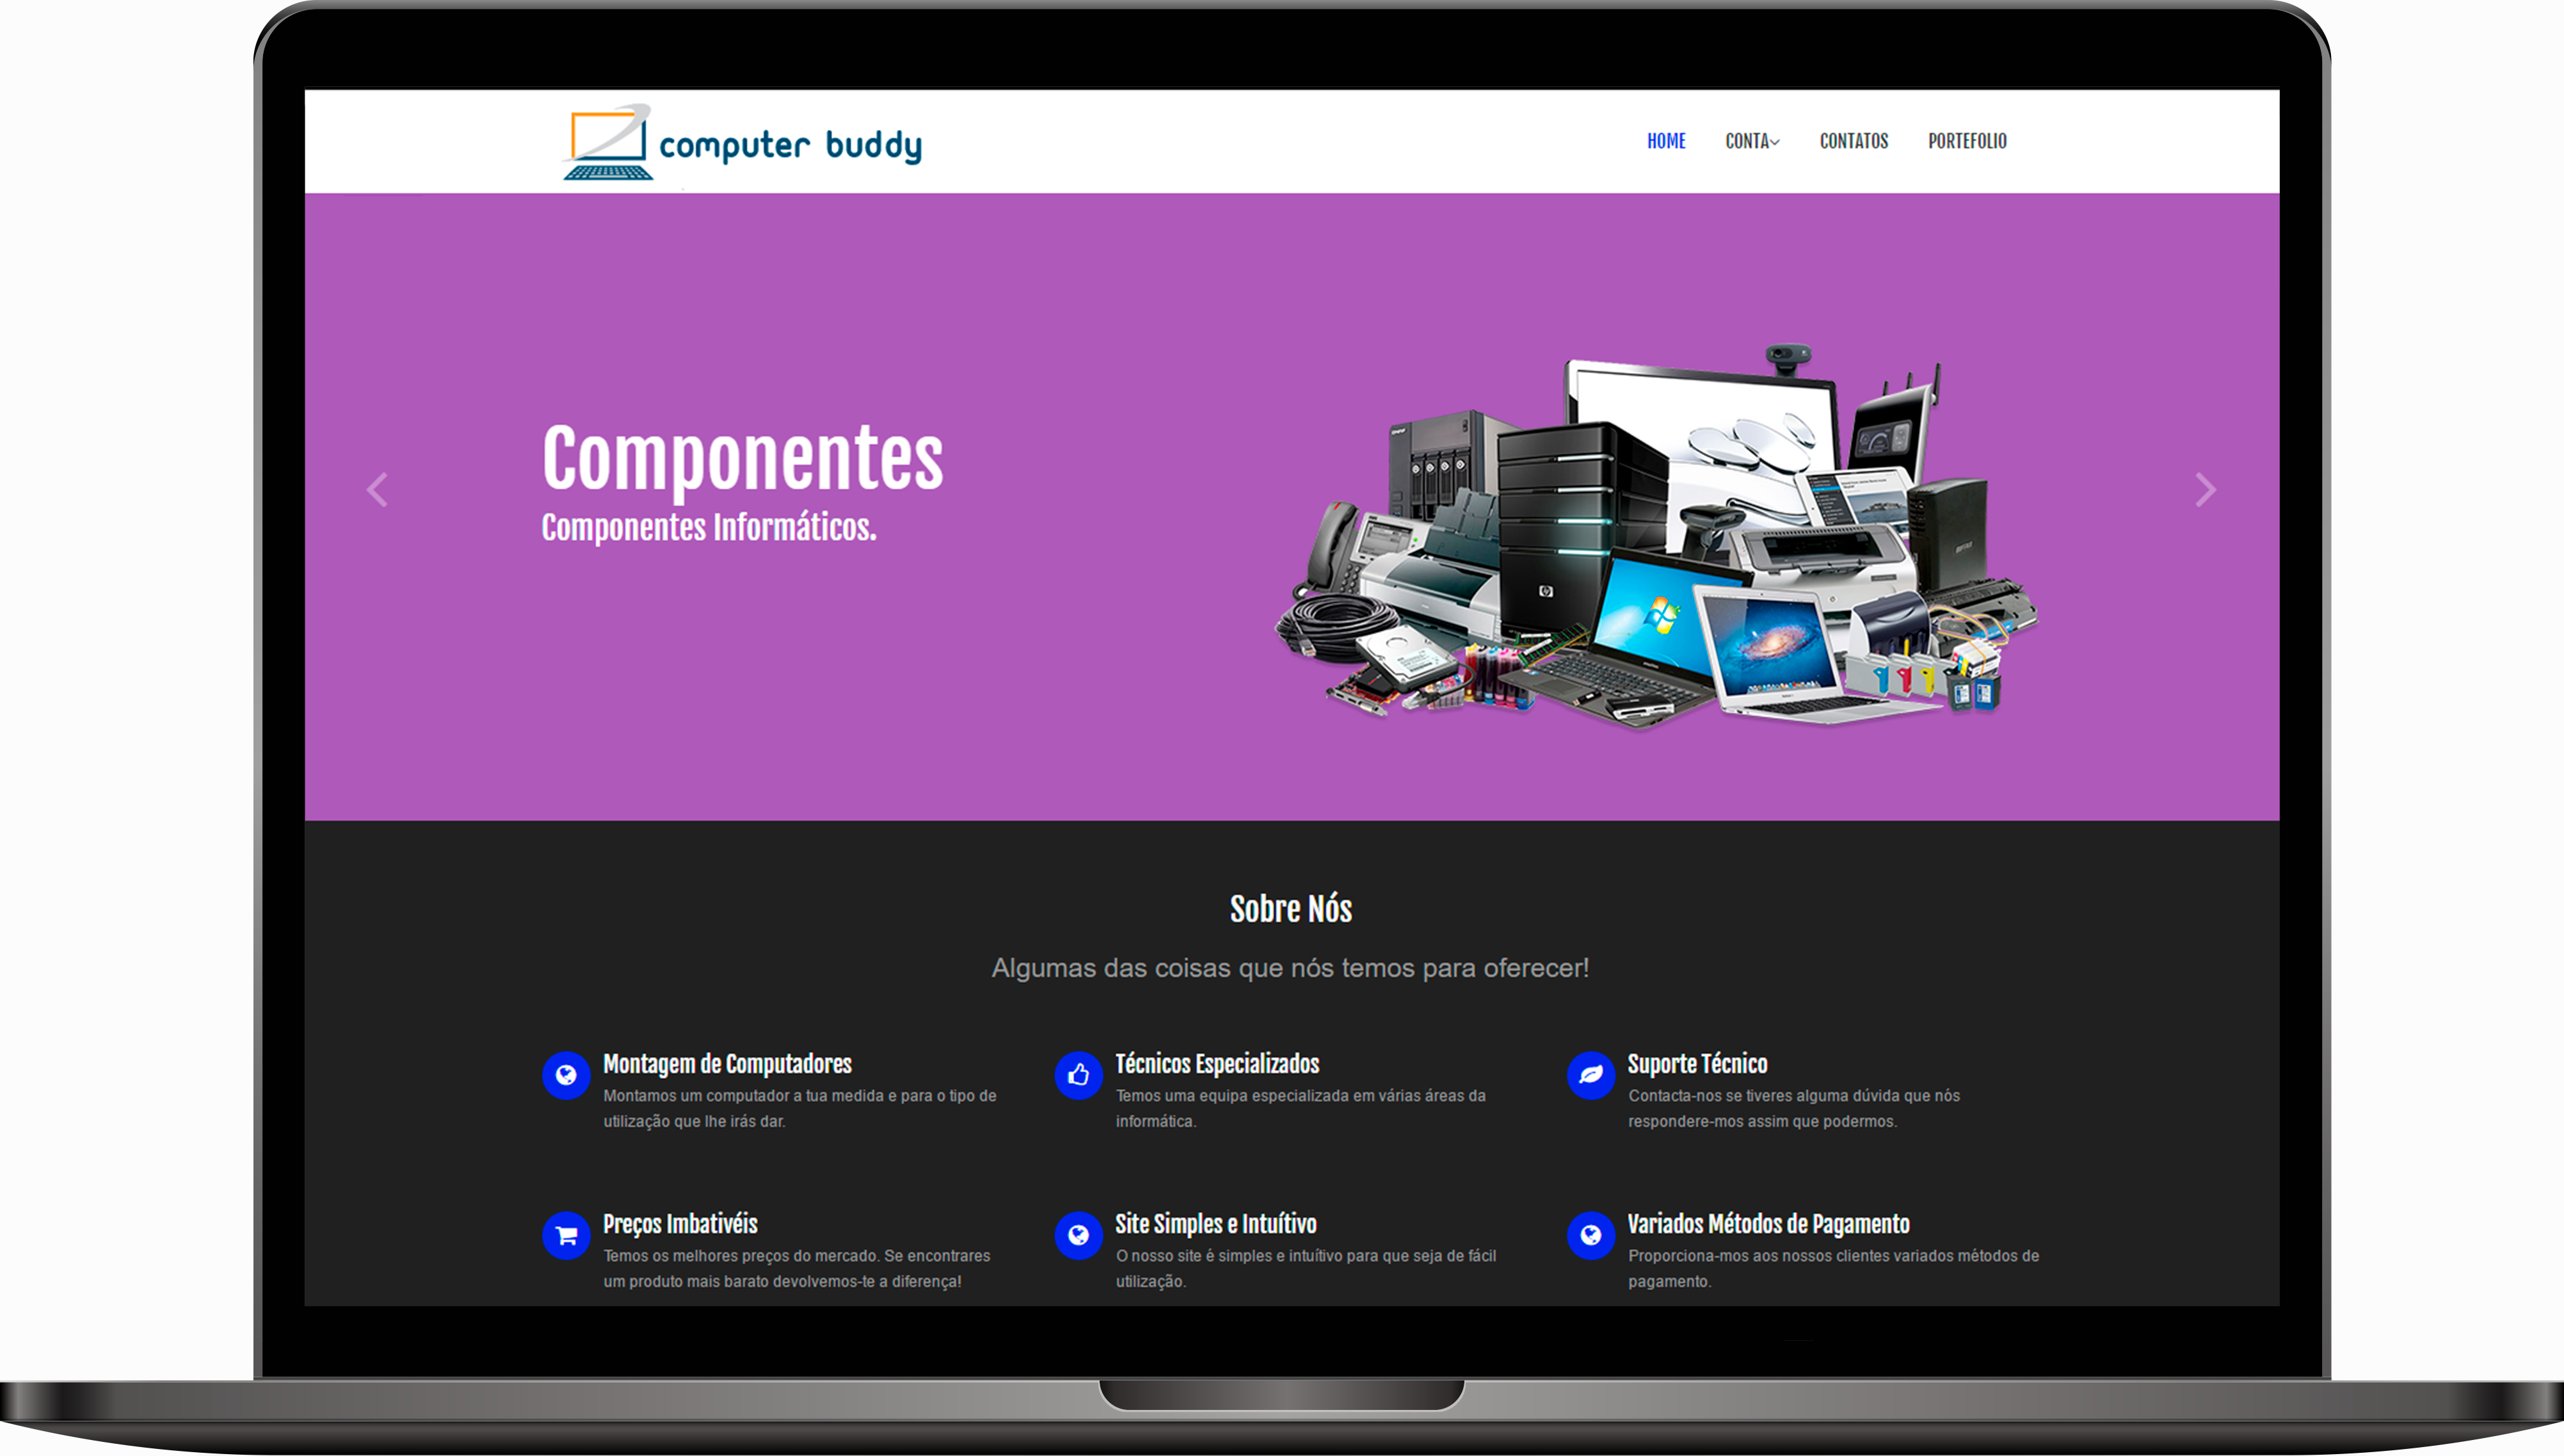 computer buddy
HOME CONTA CONTATOS PORTEFOLIO
Componentes
Componentes Informáticos.
Sobre Nós
Algumas das coisas que nós temos para oferecer!
Montagem de Computadores
Montamos um computador a tua medida e para o tipo de
utilização que lhe irás dar.
Técnicos Especializados
Temos uma equipa especializada em várias áreas da
informática.
Suporte Técnico
Contacta-nos se tiveres alguma dúvida que nós
respondere-mos assim que podermos.
Preços Imbativéis
Temos os melhores preços do mercado. Se encontrares
um produto mais barato devolvemos-te a diferença!
Site Simples e Intuítivo
O nosso site é simples e intuítivo para que seja de fácil
utilização.
Variados Métodos de Pagamento
Proporciona-mos aos nossos clientes variados métodos de
pagamento.